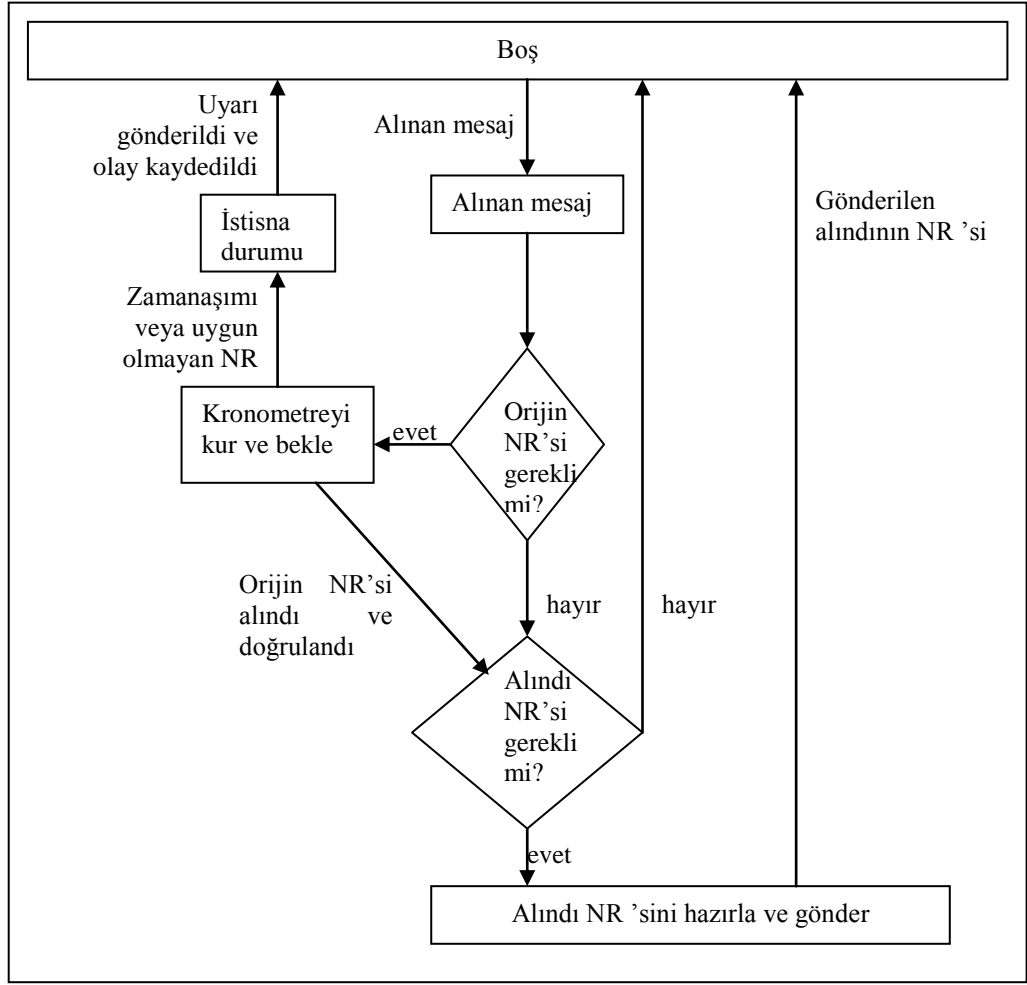 Boş
Uyarı
gönderildi ve
olay kaydedildi
Alınan mesaj
Alınan mesaj
Gönderilen
alındının NR ’si
İstisna
durumu
Zamanaşımı
veya uygun
olmayan NR
Kronometreyi
kur ve bekle
evet
Orijin
NR’si
gerekli
mi?
Orijin NR’si
alındı ve
doğrulandı
hayır
hayır
Alındı
NR’si
gerekli
mi?
evet
Alındı NR ’sini hazırla ve gönder